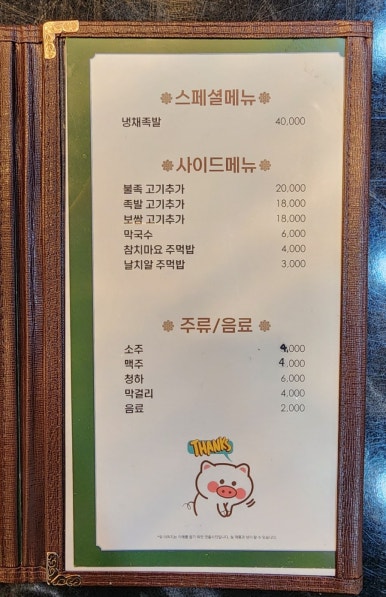 스페셜메뉴
냉채족발 40,000
사이드메뉴
불족 고기추가 20,000
족발 고기추가 18,000
보쌈 고기추가 18,000
막국수 6,000
참치마요 주먹밥 4,000
날치알 주먹밥 3,000
주류/음료
소주 4,000
맥주 4,000
청하 6,000
막걸리 4,000
음료 2,000
THANKS